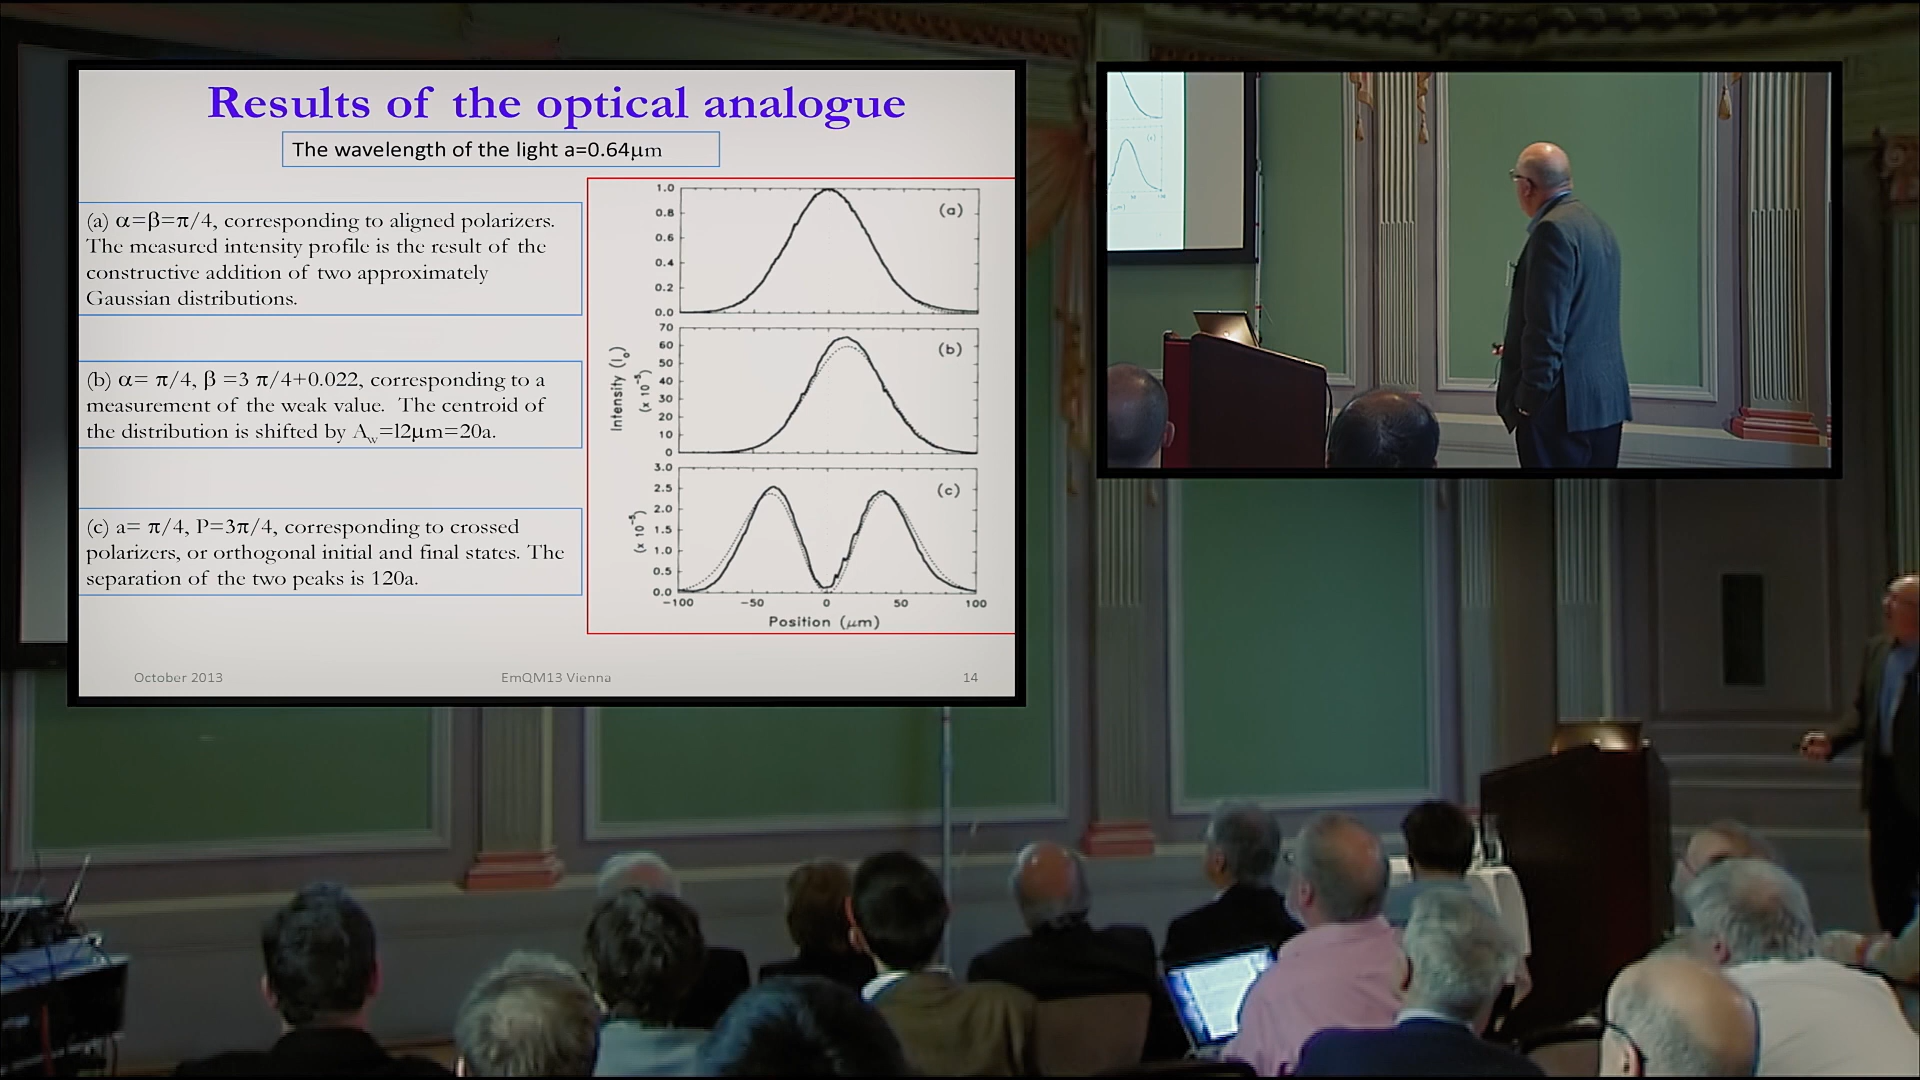 Results of the optical analogue
The wavelength of the light a=0.64μm
(a) α=β=π/4, corresponding to aligned polarizers.
The measured intensity profile is the result of the
constructive addition of two approximately
Gaussian distributions.
(b) α= π/4, β =3 π/4+0.022, corresponding to a
measurement of the weak value. The centroid of
the distribution is shifted by Aw=l2μm=20a.
(c) a= π/4, P=3π/4, corresponding to crossed
polarizers, or orthogonal initial and final states. The
separation of the two peaks is 120a.
1.0
0.8
0.6
0.4
0.2
0.0
(a)
70
60
50
40
30
20
10
0
(b)
Intensity (I₀)
(x 10⁻⁵)
3.0
2.5
2.0
1.5
1.0
0.5
0.0
(c)
(x 10⁻⁵)
−100 −50 0 50 100
Position (μm)
October 2013 EmQM13 Vienna 14